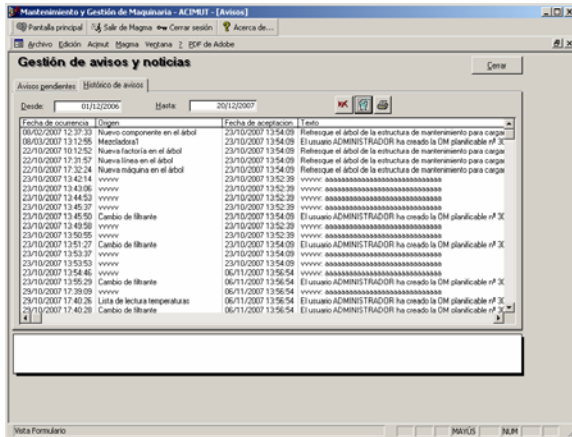 Mantenimiento y Gestión de Maquinaria - ACIMUT - [Avisos]
Pantalla principal Salir de Magma Cerrar sesión Acerca de...
Archivo Edición Acimut Magma Ventana ? PDF de Adobe
Gestión de avisos y noticias
Cerrar
Avisos pendientes Histórico de avisos
Desde: 01/12/2006 Hasta: 20/12/2007
Fecha de ocurrencia Origen Fecha de aceptacion Texto
08/02/2007 12:37:33 Nuevo componente en el árbol 23/10/2007 13:54:09 Refresque el árbol de la estructura de mantenimiento para cargar
08/03/2007 13:12:55 Mezcladora1 23/10/2007 13:54:09 El usuario ADMINISTRADOR ha creado la OM planificable nº 30
22/10/2007 10:12:52 Nueva factoría en el árbol 23/10/2007 13:54:09 Refresque el árbol de la estructura de mantenimiento para cargar
22/10/2007 17:31:57 Nueva línea en el árbol 23/10/2007 13:54:09 Refresque el árbol de la estructura de mantenimiento para cargar
22/10/2007 17:32:24 Nueva máquina en el árbol 23/10/2007 13:54:09 Refresque el árbol de la estructura de mantenimiento para cargar
23/10/2007 13:42:14 vvvvv 23/10/2007 13:52:39 vvvvv:
23/10/2007 13:43:06 vvvvv 23/10/2007 13:52:39 vvvvv:
23/10/2007 13:44:53 vvvvv 23/10/2007 13:52:39 vvvvv:
23/10/2007 13:45:37 vvvvv 23/10/2007 13:52:39 vvvvv:
23/10/2007 13:45:50 Cambio de filtrante 23/10/2007 13:54:09 El usuario ADMINISTRADOR ha creado la OM planificable nº 30
23/10/2007 13:49:58 vvvvv 23/10/2007 13:52:39 vvvvv:
23/10/2007 13:50:55 vvvvv 23/10/2007 13:52:39 vvvvv:
23/10/2007 13:51:27 Cambio de filtrante 23/10/2007 13:54:09 El usuario ADMINISTRADOR ha creado la OM planificable nº 30
23/10/2007 13:53:37 vvvvv 23/10/2007 13:54:09 vvvvv:
23/10/2007 13:53:53 vvvvv 23/10/2007 13:54:09 vvvvv:
23/10/2007 13:54:46 vvvvv 06/11/2007 13:56:54 vvvvv:
23/10/2007 13:55:29 Cambio de filtrante 06/11/2007 13:56:54 El usuario ADMINISTRADOR ha creado la OM planificable nº 30
29/10/2007 17:39:09 vvvvv 06/11/2007 13:56:54 vvvvv:
29/10/2007 17:40:26 Lista de lectura temperaturas 06/11/2007 13:56:54 El usuario ADMINISTRADOR ha creado la OM planificable nº 30
29/10/2007 17:40:28 Cambio de filtrante 06/11/2007 13:56:54 El usuario ADMINISTRADOR ha creado la OM planificable nº 30
Vista Formulario MAYÚS NUM